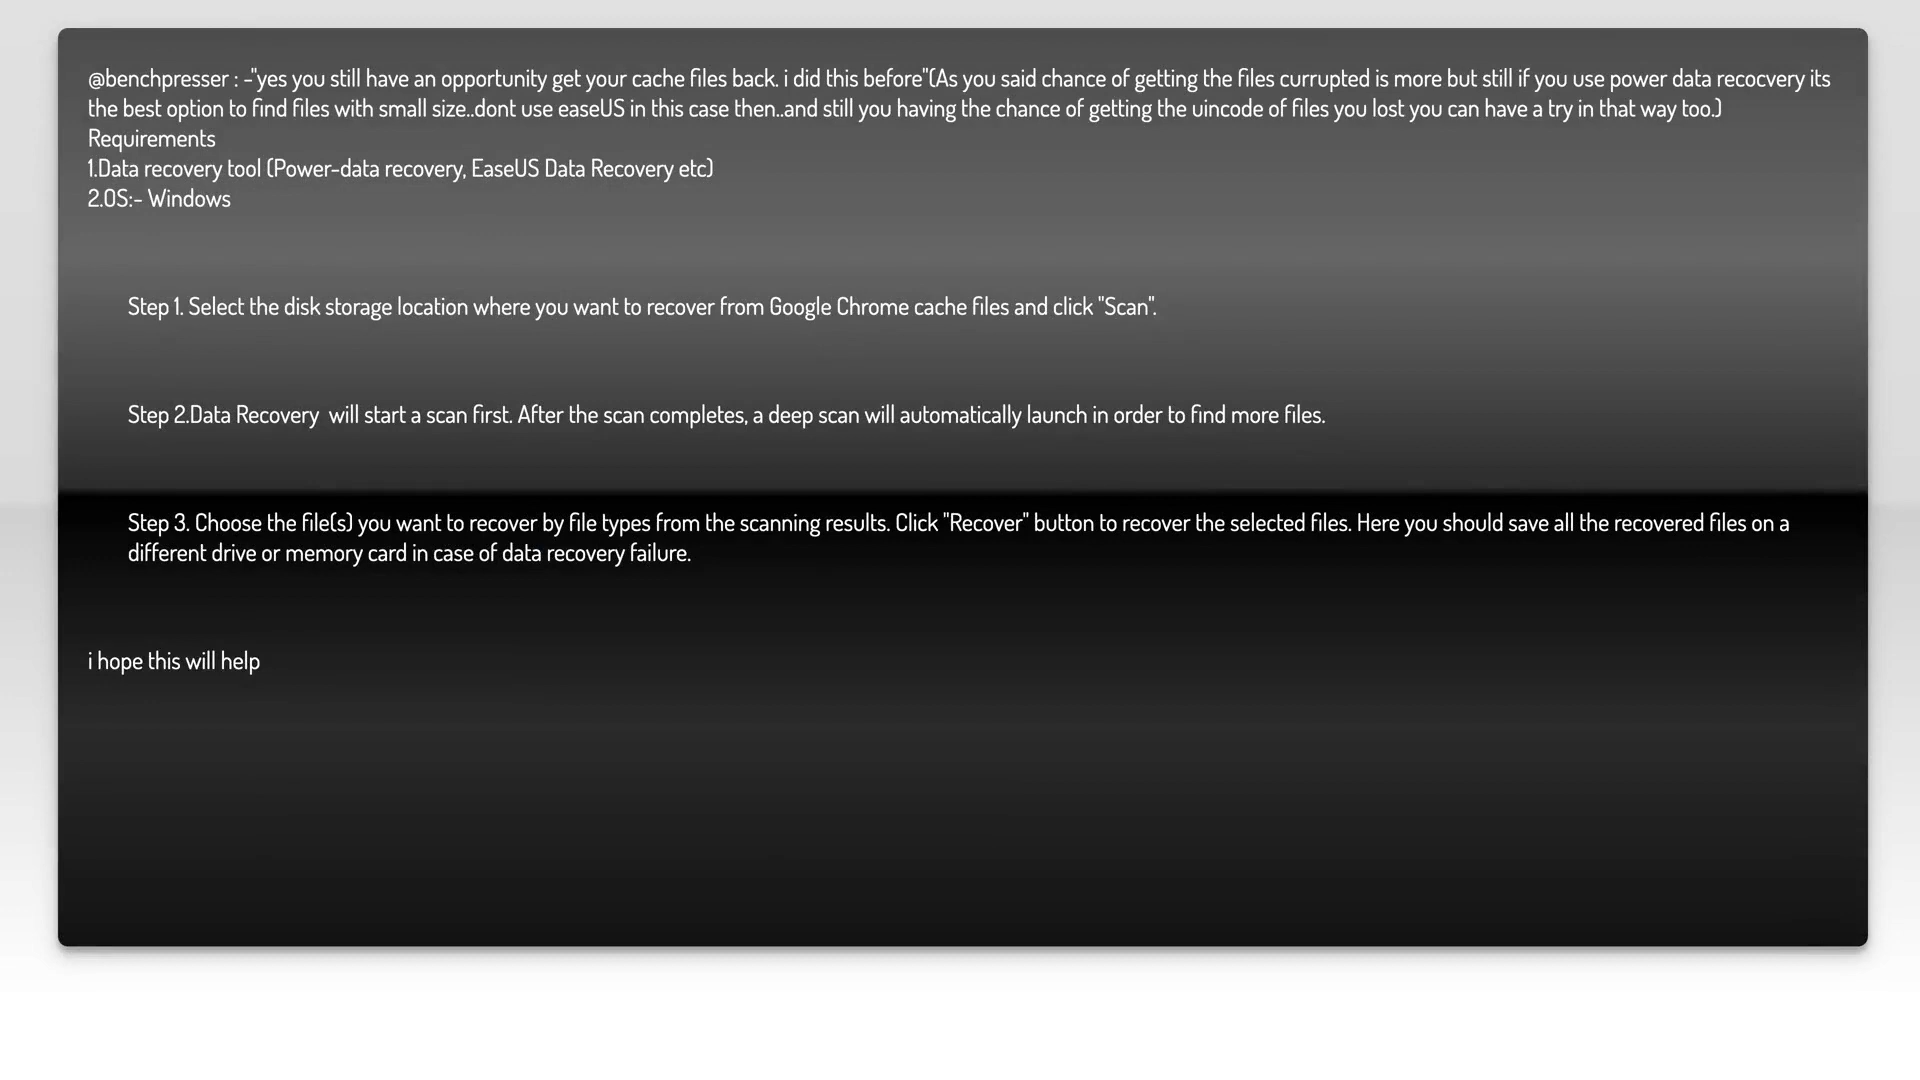 @benchpresser : -"yes you still have an opportunity get your cache files back. i did this before"(As you said chance of getting the files currupted is more but still if you use power data recocvery its
the best option to find files with small size..dont use easeUS in this case then..and still you having the chance of getting the uincode of files you lost you can have a try in that way too.)
Requirements
1.Data recovery tool (Power-data recovery, EaseUS Data Recovery etc)
2.OS:- Windows
Step 1. Select the disk storage location where you want to recover from Google Chrome cache files and click "Scan".
Step 2.Data Recovery  will start a scan first. After the scan completes, a deep scan will automatically launch in order to find more files.
Step 3. Choose the file(s) you want to recover by file types from the scanning results. Click "Recover" button to recover the selected files. Here you should save all the recovered files on a
different drive or memory card in case of data recovery failure.
i hope this will help